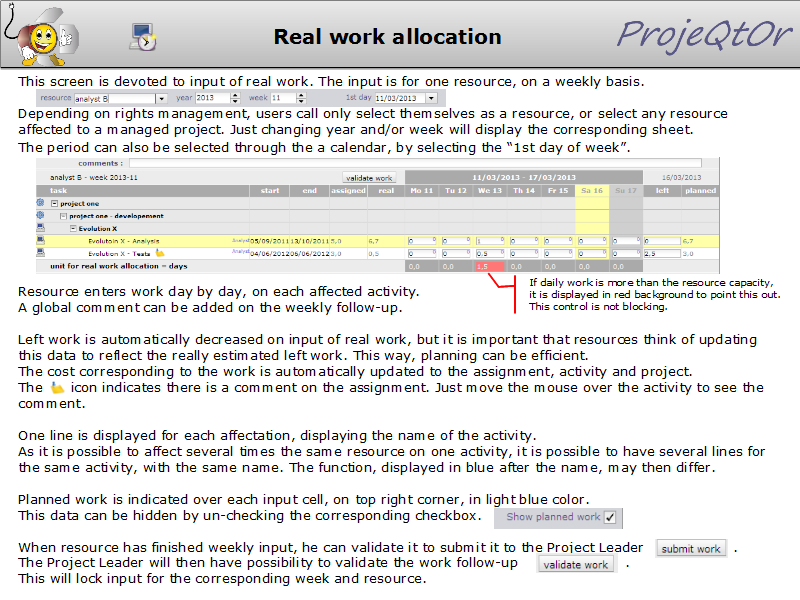 Real work allocation
ProjeQtOr
This screen is devoted to input of real work. The input is for one resource, on a weekly basis.
resource analyst B year 2013 week 11 1st day 11/03/2013
Depending on rights management, users call only select themselves as a resource, or select any resource
affected to a managed project. Just changing year and/or week will display the corresponding sheet.
The period can also be selected through the a calendar, by selecting the “1st day of week”.
comments :
analyst B - week 2013-11 validate work 11/03/2013 - 17/03/2013 16/03/2013
task start end assigned real Mo 11 Tu 12 We 13 Th 14 Fr 15 Sa 16 Su 17 left planned
project one
project one - developement
Evolution X
Evolutoin X - Analysis Analyst 05/09/2011 13/10/2011 5,0 6,7 0 0 1 0 0 0 0 0 6,7
Evolution X - Tests Analyst 04/06/2012 06/06/2012 3,0 0,5 0 0 0.5 0 0 0 0 2.5 3,0
unit for real work allocation = days 0,0 0,0 1,5 0,0 0,0 0,0 0,0
If daily work is more than the resource capacity,
it is displayed in red background to point this out.
This control is not blocking.
Resource enters work day by day, on each affected activity.
A global comment can be added on the weekly follow-up.
Left work is automatically decreased on input of real work, but it is important that resources think of updating
this data to reflect the really estimated left work. This way, planning can be efficient.
The cost corresponding to the work is automatically updated to the assignment, activity and project.
The icon indicates there is a comment on the assignment. Just move the mouse over the activity to see the
comment.
One line is displayed for each affectation, displaying the name of the activity.
As it is possible to affect several times the same resource on one activity, it is possible to have several lines for
the same activity, with the same name. The function, displayed in blue after the name, may then differ.
Planned work is indicated over each input cell, on top right corner, in light blue color.
This data can be hidden by un-checking the corresponding checkbox. Show planned work
When resource has finished weekly input, he can validate it to submit it to the Project Leader submit work .
The Project Leader will then have possibility to validate the work follow-up validate work .
This will lock input for the corresponding week and resource.